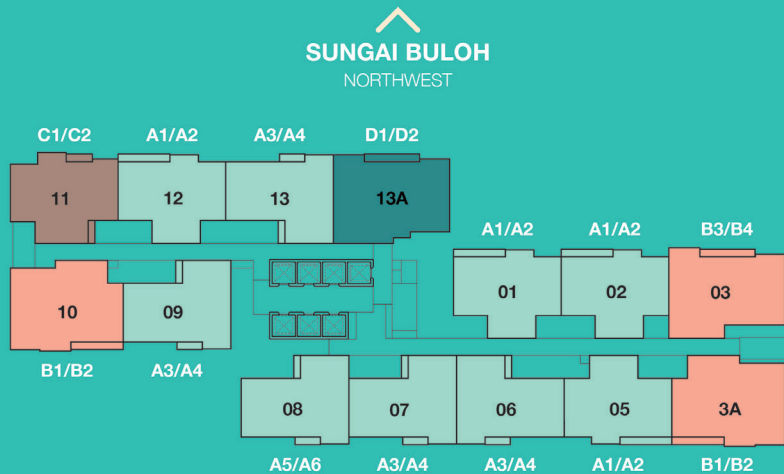 SUNGAI BULOH
NORTHWEST
C1/C2 A1/A2 A3/A4 D1/D2
11 12 13 13A
A1/A2 A1/A2 B3/B4
01 02 03
10 09
B1/B2 A3/A4
08 07 06 05 3A
A5/A6 A3/A4 A3/A4 A1/A2 B1/B2